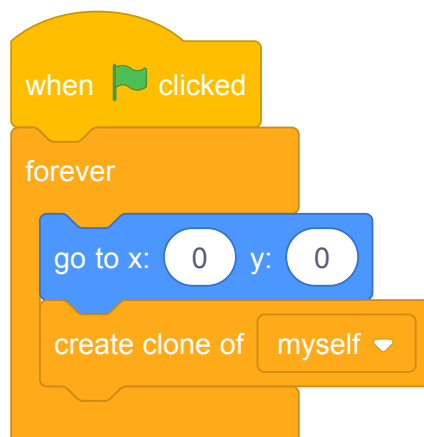 when clicked
forever
go to x: 0 y: 0
create clone of myself